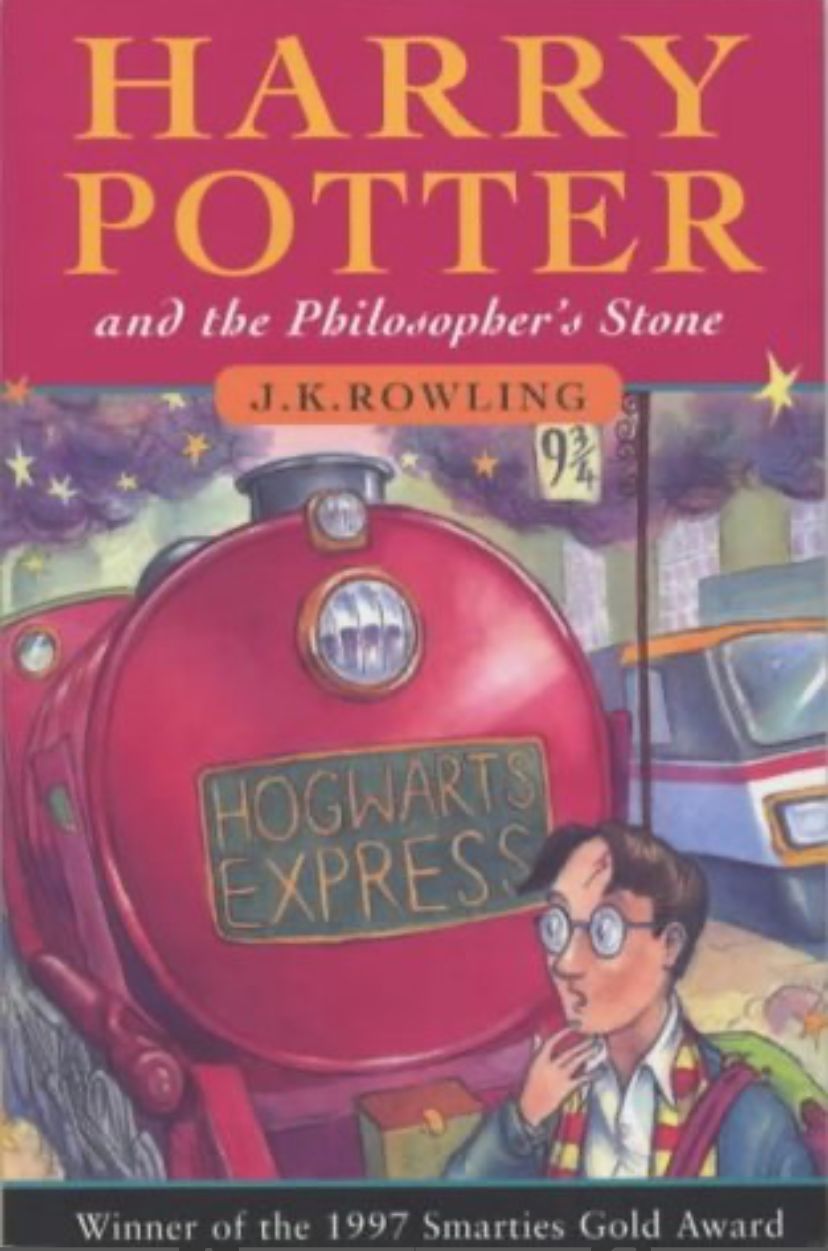 HARRY
POTTER
and the Philosopher's Stone
J.K.ROWLING
9¾
HOGWARTS
EXPRESS
Winner of the 1997 Smarties Gold Award